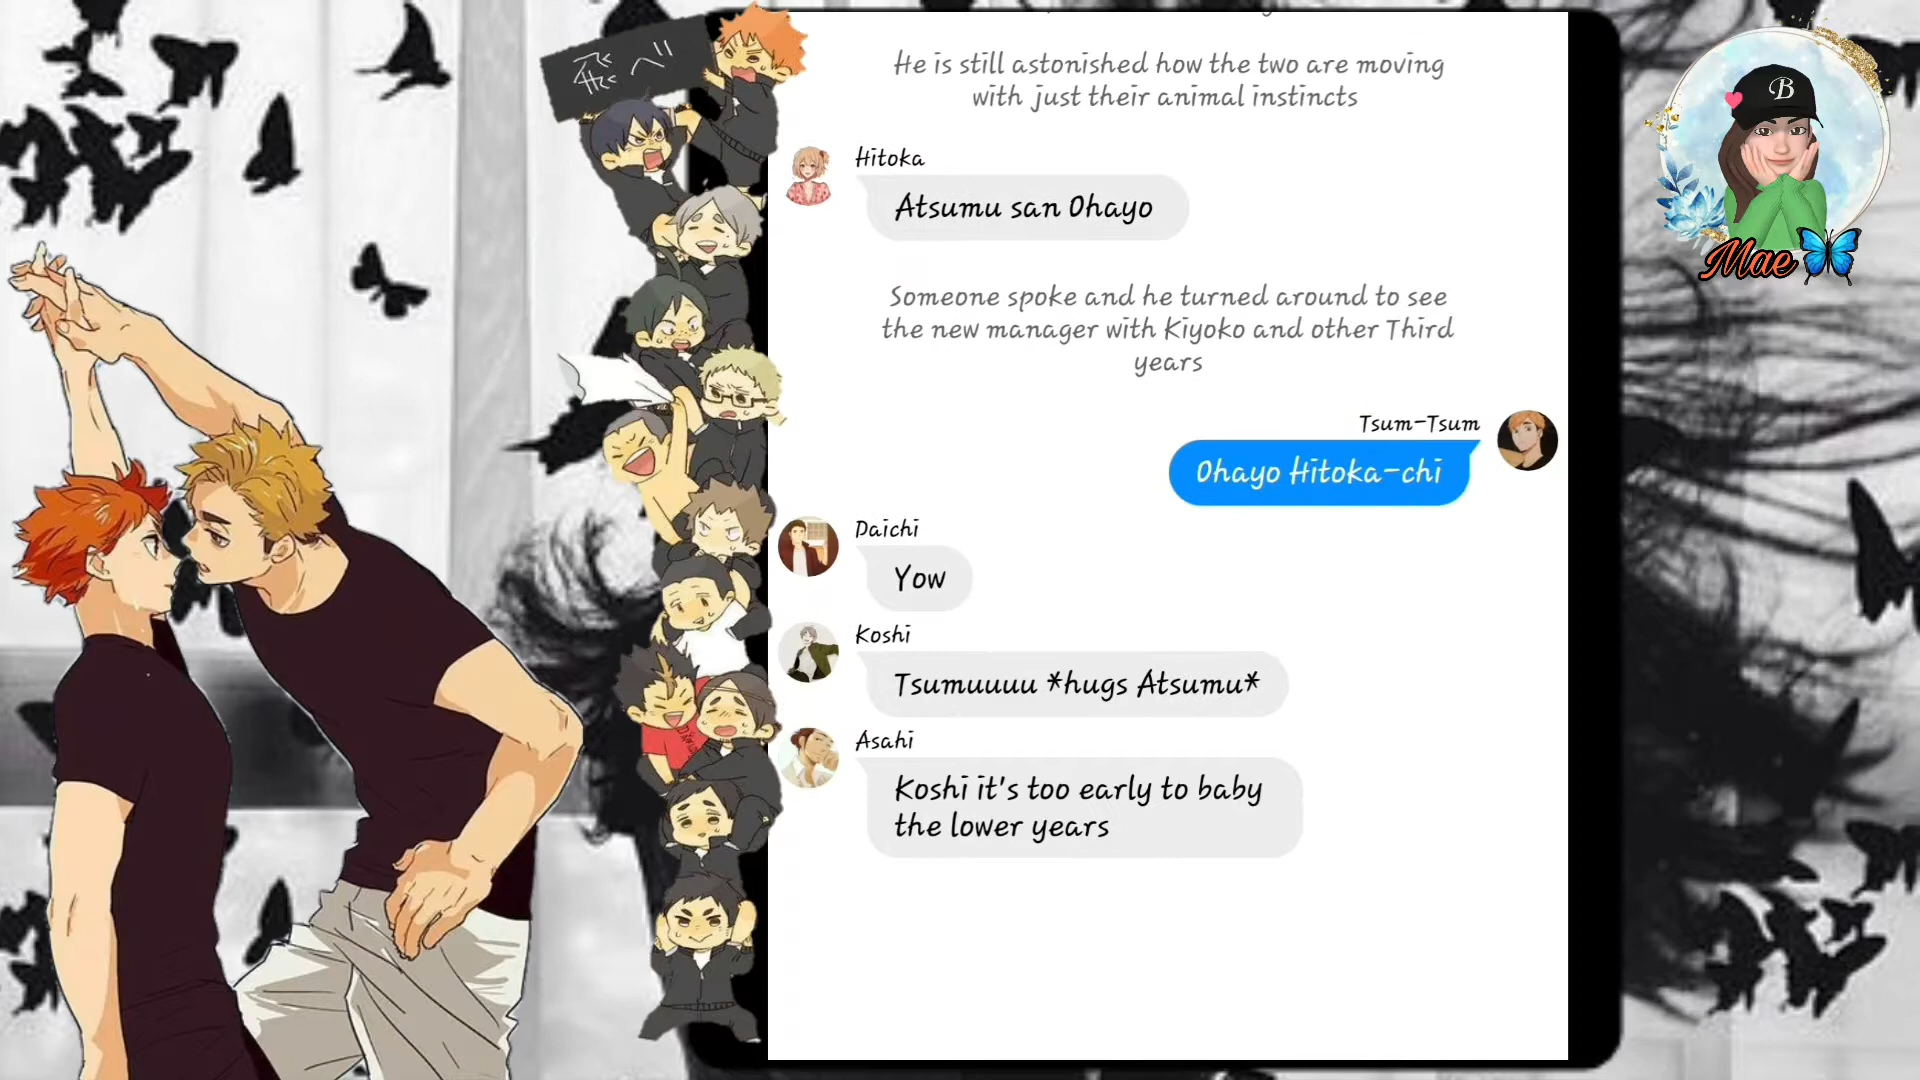 飛べ
He is still astonished how the two are moving
with just their animal instincts
Hitoka
Atsumu san Ohayo
Someone spoke and he turned around to see
the new manager with Kiyoko and other Third
years
Tsum-Tsum
Ohayo Hitoka-chi
Daichi
Yow
Koshi
Tsumuuuu *hugs Atsumu*
Asahi
Koshi it's too early to baby
the lower years
B
Mae